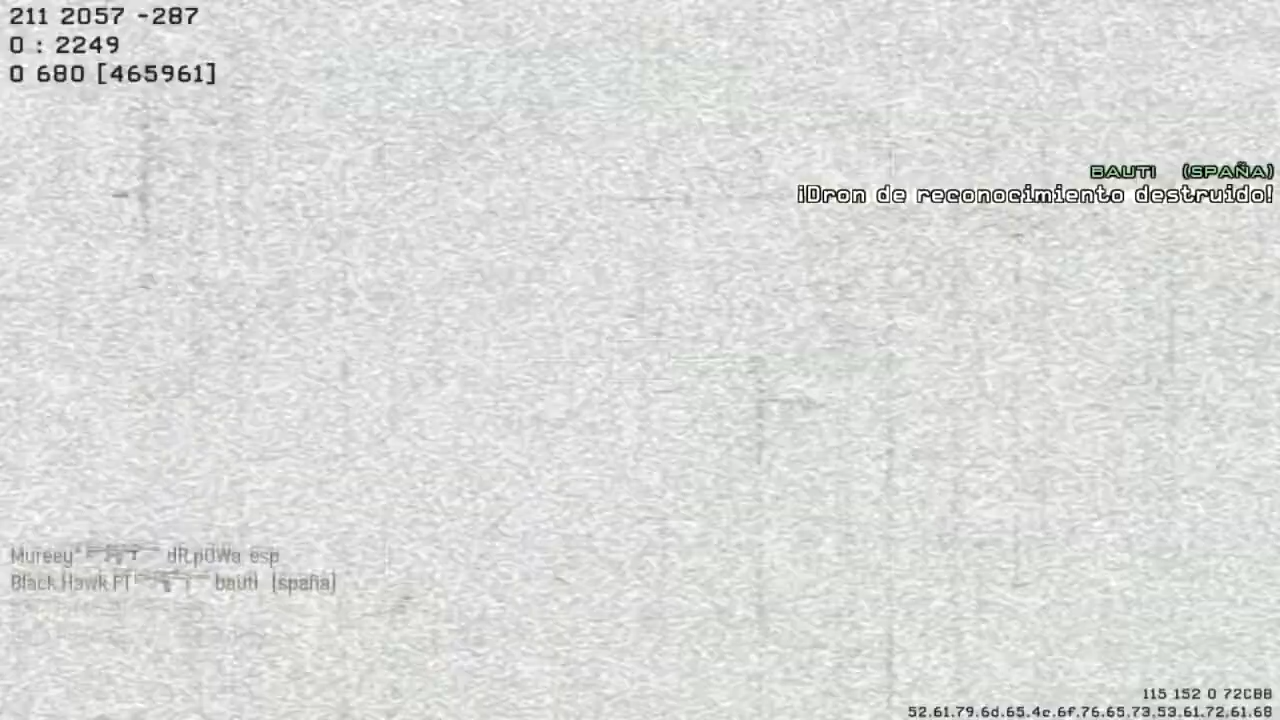 211 2057 -287
0 : 2249
0 680 [465961]
BAUTI (SPAÑA)
¡Dron de reconocimiento destruido!
Mureey* dR.p0Wa esp
Black Hawk PT bauti (spaña)
115 152 0 72CBB
52.61.79.6d.65.4c.6f.76.65.73.53.61.72.61.68